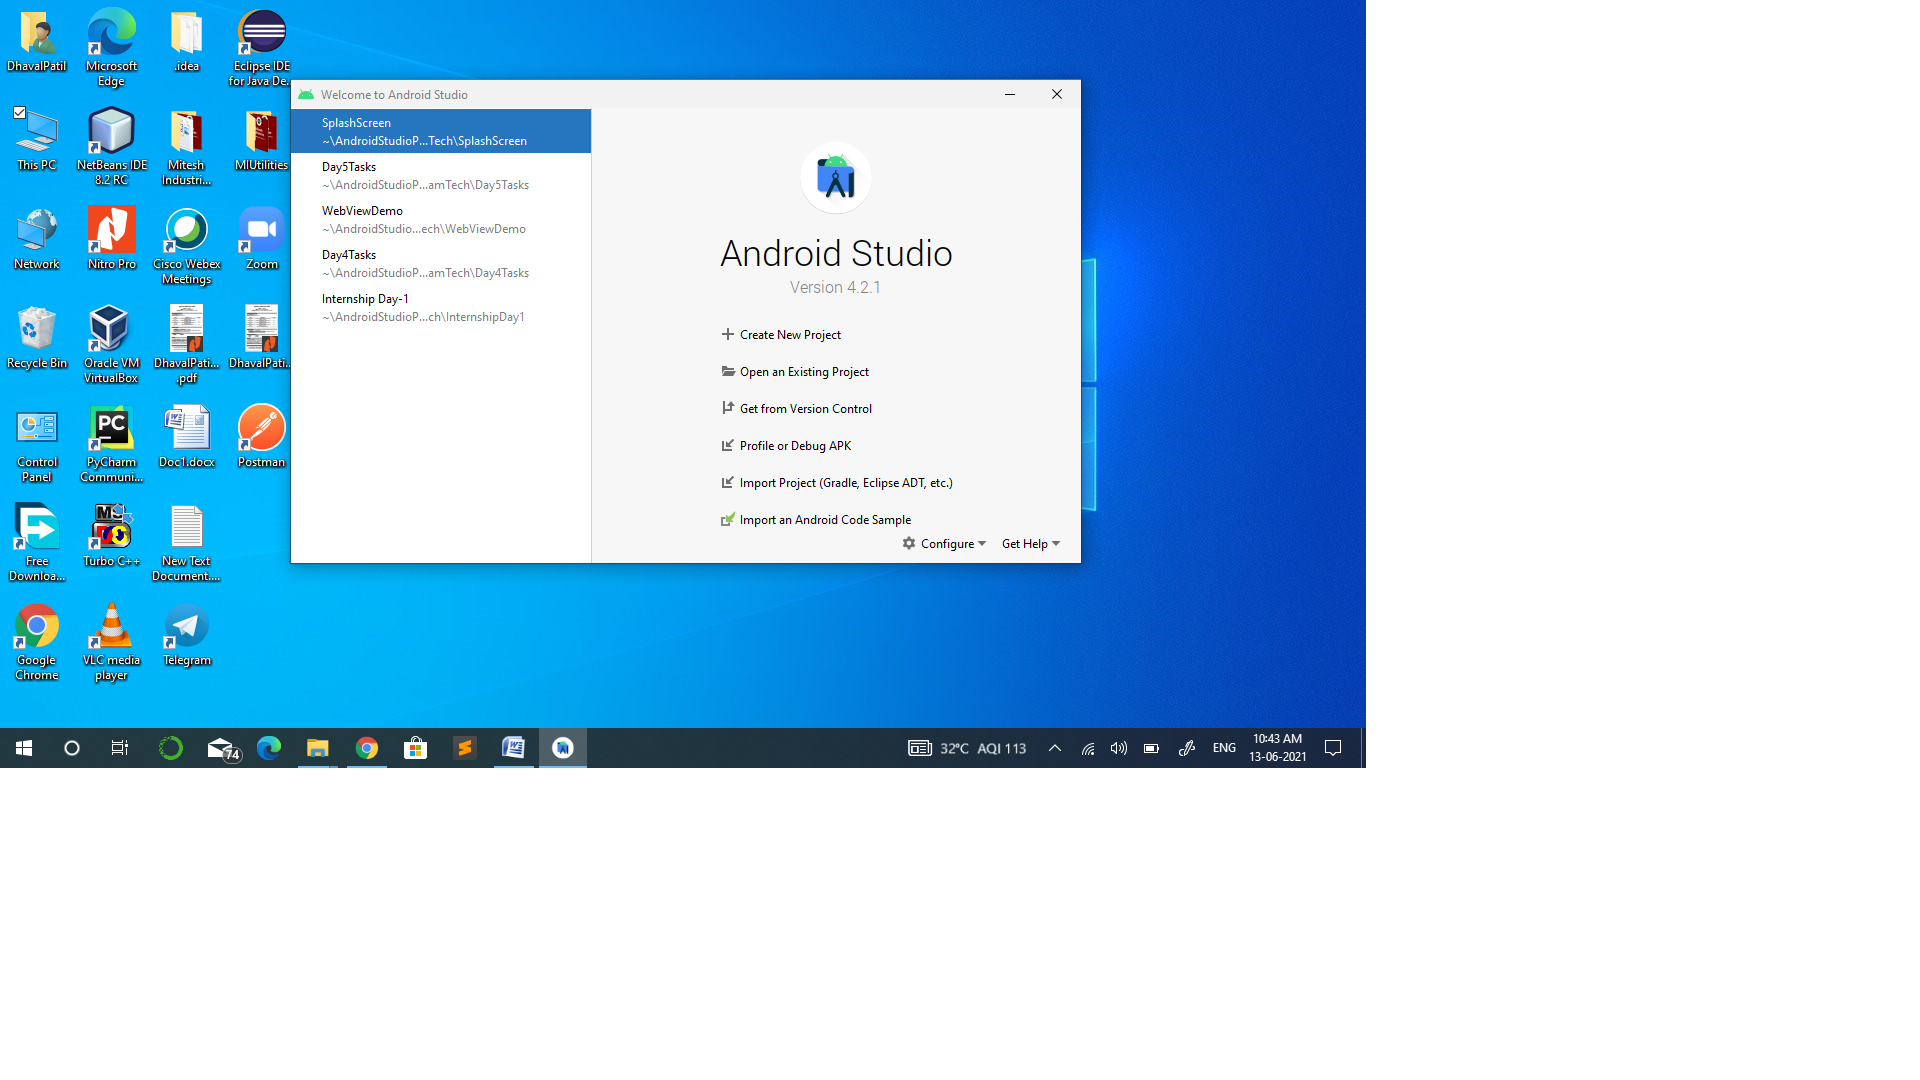 DhavalPatil
Microsoft
Edge
.idea
Eclipse IDE
for Java De...
This PC
NetBeans IDE
8.2 RC
Mitesh
Industri...
MIUtilities
Network
Nitro Pro
Cisco Webex
Meetings
Zoom
Recycle Bin
Oracle VM
VirtualBox
DhavalPati...
.pdf
DhavalPati...
Control
Panel
PyCharm
Communi...
Doc1.docx
Postman
Free
Downloa...
Turbo C++
New Text
Document....
Google
Chrome
VLC media
player
Telegram
Welcome to Android Studio
SplashScreen
~\AndroidStudioP...Tech\SplashScreen
Day5Tasks
~\AndroidStudioP...amTech\Day5Tasks
WebViewDemo
~\AndroidStudio...ech\WebViewDemo
Day4Tasks
~\AndroidStudioP...amTech\Day4Tasks
Internship Day-1
~\AndroidStudioP...ch\InternshipDay1
Android Studio
Version 4.2.1
Create New Project
Open an Existing Project
Get from Version Control
Profile or Debug APK
Import Project (Gradle, Eclipse ADT, etc.)
Import an Android Code Sample
Configure
Get Help
74
32°C AQI 113
ENG
10:43 AM
13-06-2021